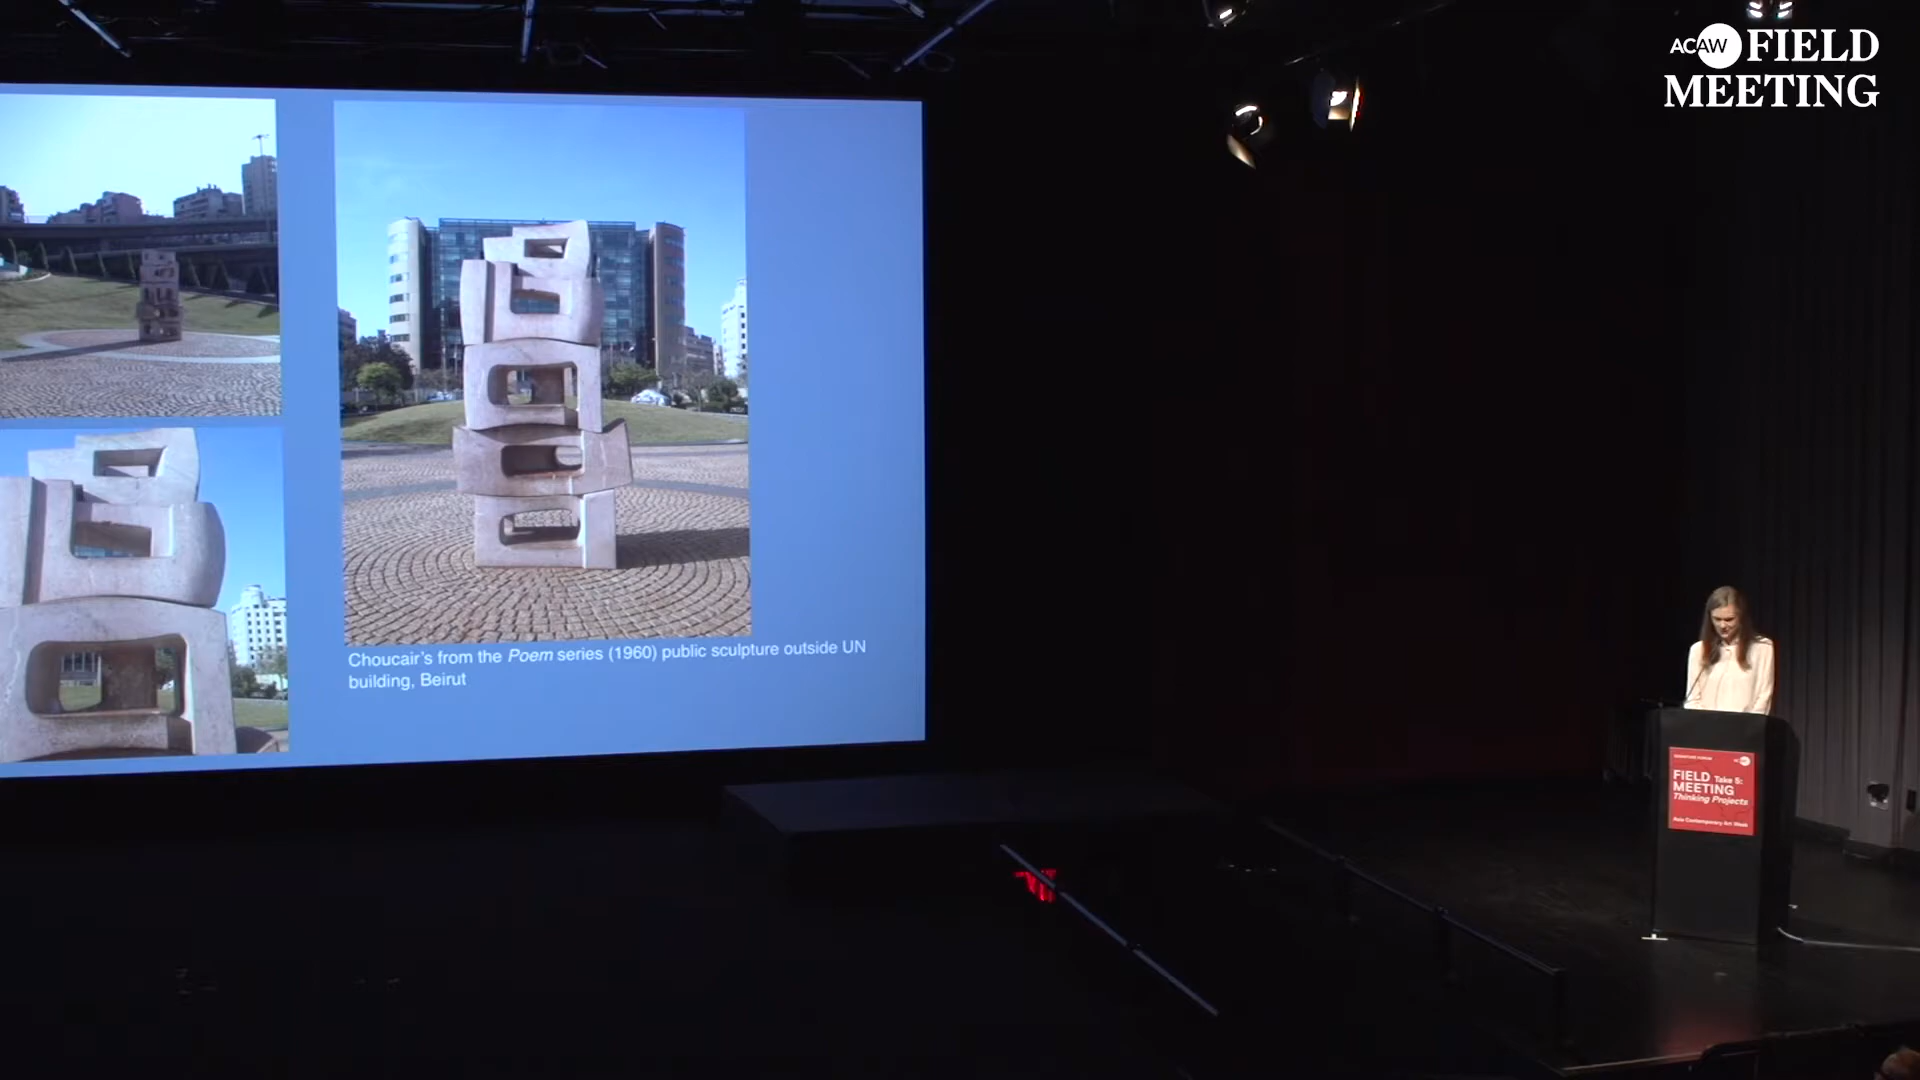 ACAW FIELD
MEETING
Choucair's from the Poem series (1960) public sculpture outside UN
building, Beirut
FIELD Take 5:
MEETING
Thinking Projects
Asia Contemporary Art Week